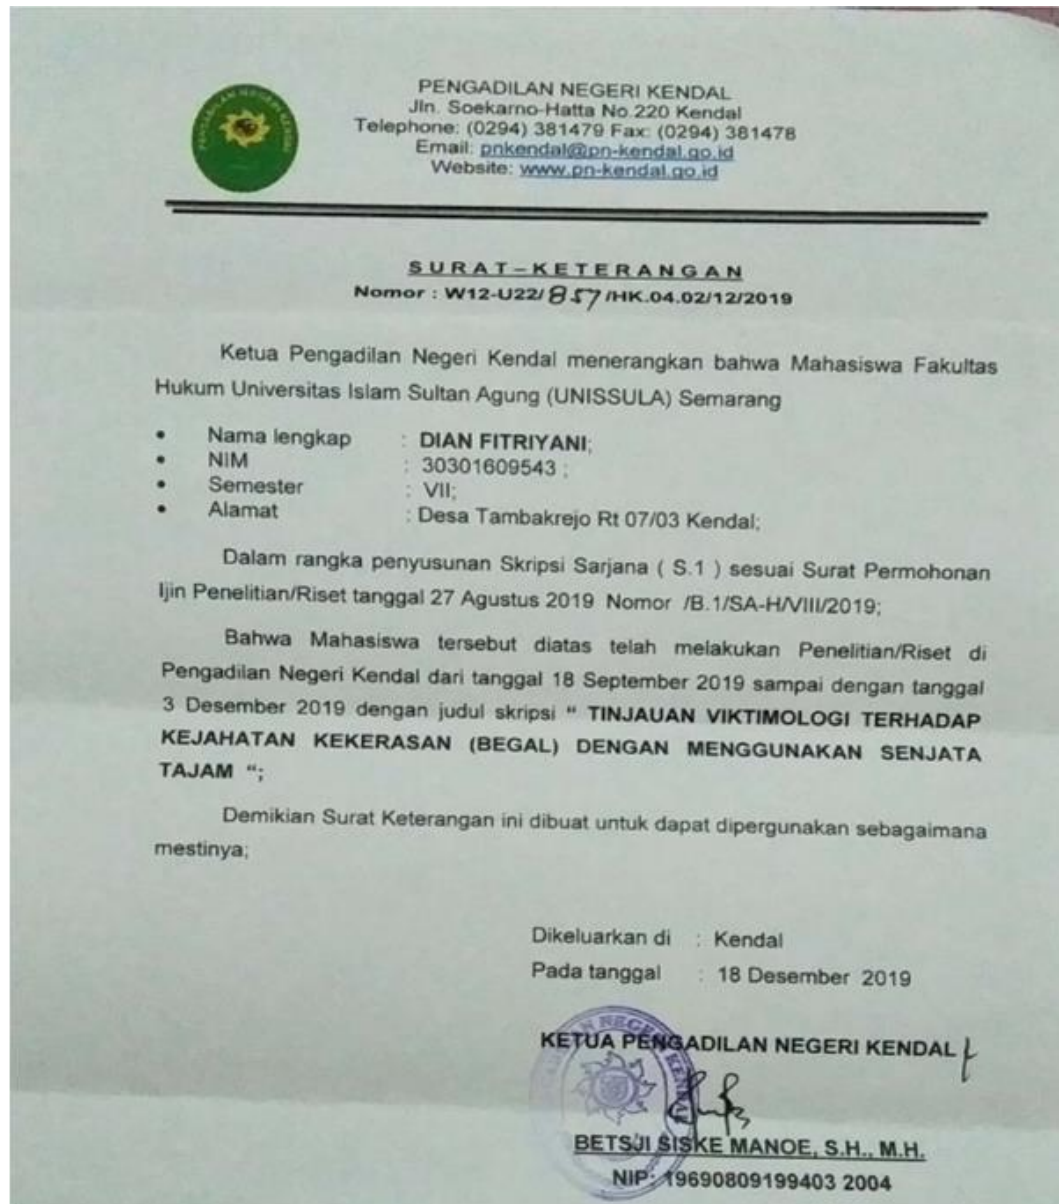 PENGADILAN NEGERI KENDAL
Jln. Soekarno-Hatta No.220 Kendal
Telephone: (0294) 381479 Fax: (0294) 381478
Email: pnkendal@pn-kendal.go.id
Website: www.pn-kendal.go.id
PENGADILAN NEGERI KENDAL
SURAT-KETERANGAN
Nomor : W12-U22/ 857 /HK.04.02/12/2019
Ketua Pengadilan Negeri Kendal menerangkan bahwa Mahasiswa Fakultas
Hukum Universitas Islam Sultan Agung (UNISSULA) Semarang
• Nama lengkap : DIAN FITRIYANI;
• NIM : 30301609543 ;
• Semester : VII;
• Alamat : Desa Tambakrejo Rt 07/03 Kendal;
Dalam rangka penyusunan Skripsi Sarjana ( S.1 ) sesuai Surat Permohonan
Ijin Penelitian/Riset tanggal 27 Agustus 2019 Nomor /B.1/SA-H/VIII/2019;
Bahwa Mahasiswa tersebut diatas telah melakukan Penelitian/Riset di
Pengadilan Negeri Kendal dari tanggal 18 September 2019 sampai dengan tanggal
3 Desember 2019 dengan judul skripsi “ TINJAUAN VIKTIMOLOGI TERHADAP
KEJAHATAN KEKERASAN (BEGAL) DENGAN MENGGUNAKAN SENJATA
TAJAM “;
Demikian Surat Keterangan ini dibuat untuk dapat dipergunakan sebagaimana
mestinya;
Dikeluarkan di : Kendal
Pada tanggal : 18 Desember 2019
KETUA PENGADILAN NEGERI KENDAL
BETSJI SISKE MANOE, S.H., M.H.
NIP: 19690809199403 2004